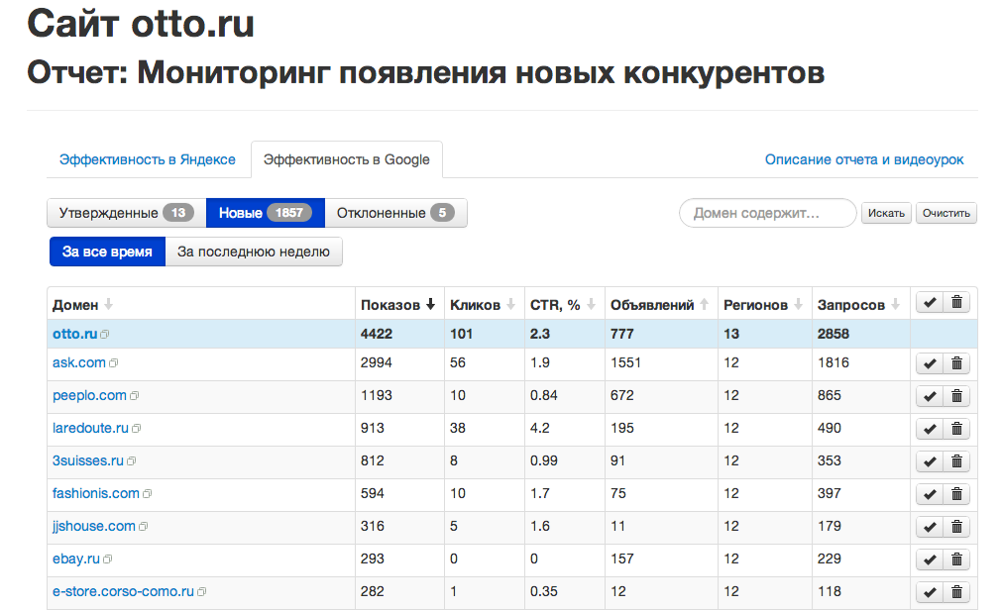 Сайт otto.ru
Отчет: Мониторинг появления новых конкурентов
Эффективность в Яндексе Эффективность в Google Описание отчета и видеоурок
Утвержденные 13 Новые 1857 Отклоненные 5 Домен содержит... Искать Очистить
За все время За последнюю неделю
Домен Показов Кликов CTR, % Объявлений Регионов Запросов
otto.ru 4422 101 2.3 777 13 2858
ask.com 2994 56 1.9 1551 12 1816
peeplo.com 1193 10 0.84 672 12 865
laredoute.ru 913 38 4.2 195 12 490
3suisses.ru 812 8 0.99 91 12 353
fashionis.com 594 10 1.7 75 12 397
jjshouse.com 316 5 1.6 11 12 179
ebay.ru 293 0 0 157 12 229
e-store.corso-como.ru 282 1 0.35 12 12 118